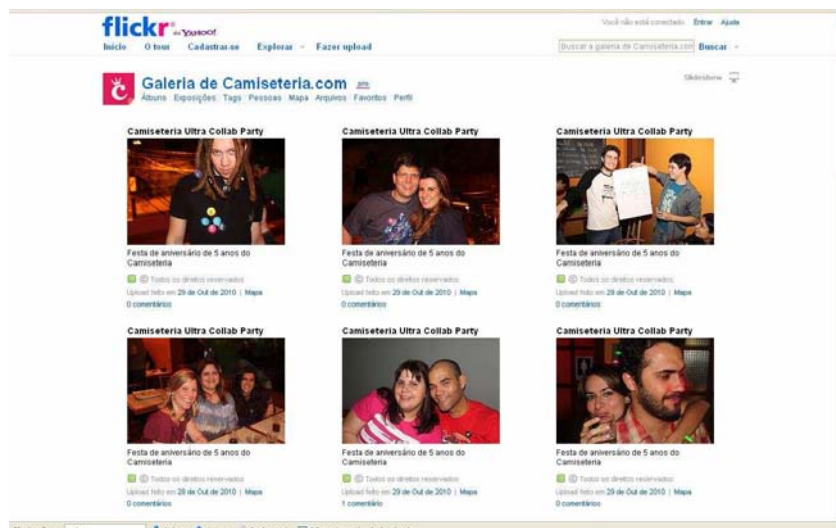 flickr
YAHOO!
Você não está conectado Entrar Ajuda
Início O tour Cadastrar-se Explorar Fazer upload
Buscar a galeria de Camiseteria.com Buscar
Galeria de Camiseteria.com pro
Slideshow
Álbuns Exposições Tags Pessoas Mapa Arquivos Favoritos Perfil
Camiseteria Ultra Collab Party Camiseteria Ultra Collab Party Camiseteria Ultra Collab Party
Festa de aniversário de 5 anos do Festa de aniversário de 5 anos do Festa de aniversário de 5 anos do
Camiseteria Camiseteria Camiseteria
© Todos os direitos reservados © Todos os direitos reservados © Todos os direitos reservados
Upload feito em 29 de Out de 2010 | Mapa Upload feito em 29 de Out de 2010 | Mapa Upload feito em 29 de Out de 2010 | Mapa
0 comentários 0 comentários 0 comentários
Camiseteria Ultra Collab Party Camiseteria Ultra Collab Party Camiseteria Ultra Collab Party
Festa de aniversário de 5 anos do Festa de aniversário de 5 anos do Festa de aniversário de 5 anos do
Camiseteria Camiseteria Camiseteria
© Todos os direitos reservados © Todos os direitos reservados © Todos os direitos reservados
Upload feito em 29 de Out de 2010 | Mapa Upload feito em 29 de Out de 2010 | Mapa Upload feito em 29 de Out de 2010 | Mapa
0 comentários 1 comentário 0 comentários